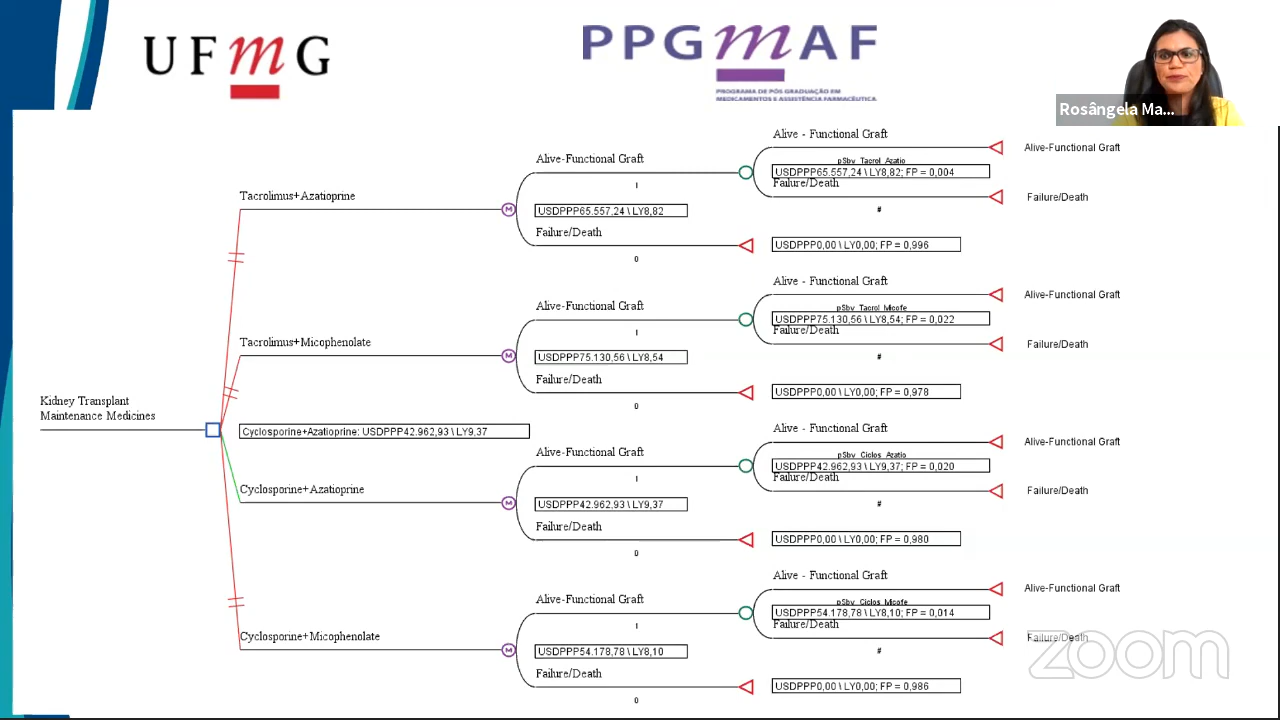 UFmG
PPGmAF
PROGRAMA DE PÓS GRADUAÇÃO EM
MEDICAMENTOS E ASSISTÊNCIA FARMACÊUTICA
Rosângela Ma...
Kidney Transplant
Maintenance Medicines
Tacrolimus+Azatioprine
Alive-Functional Graft
1
USDPPP65.557,24 \ LY8,82
Failure/Death
0
Alive - Functional Graft
pSbv_Tacrol_Azatio
USDPPP65.557,24 \ LY8,82; FP = 0,004
Failure/Death
#
USDPPP0,00 \ LY0,00; FP = 0,996
Alive-Functional Graft
Failure/Death
Tacrolimus+Micophenolate
Alive-Functional Graft
1
USDPPP75.130,56 \ LY8,54
Failure/Death
0
Alive - Functional Graft
pSbv_Tacrol_Micofe
USDPPP75.130,56 \ LY8,54; FP = 0,022
Failure/Death
#
USDPPP0,00 \ LY0,00; FP = 0,978
Alive-Functional Graft
Failure/Death
Cyclosporine+Azatioprine: USDPPP42.962,93 \ LY9,37
Cyclosporine+Azatioprine
Alive-Functional Graft
1
USDPPP42.962,93 \ LY9,37
Failure/Death
0
Alive - Functional Graft
pSbv_Ciclos_Azatio
USDPPP42.962,93 \ LY9,37; FP = 0,020
Failure/Death
#
USDPPP0,00 \ LY0,00; FP = 0,980
Alive-Functional Graft
Failure/Death
Cyclosporine+Micophenolate
Alive-Functional Graft
1
USDPPP54.178,78 \ LY8,10
Failure/Death
0
Alive - Functional Graft
pSbv_Ciclos_Micofe
USDPPP54.178,78 \ LY8,10; FP = 0,014
Failure/Death
#
USDPPP0,00 \ LY0,00; FP = 0,986
Alive-Functional Graft
Failure/Death
zoom